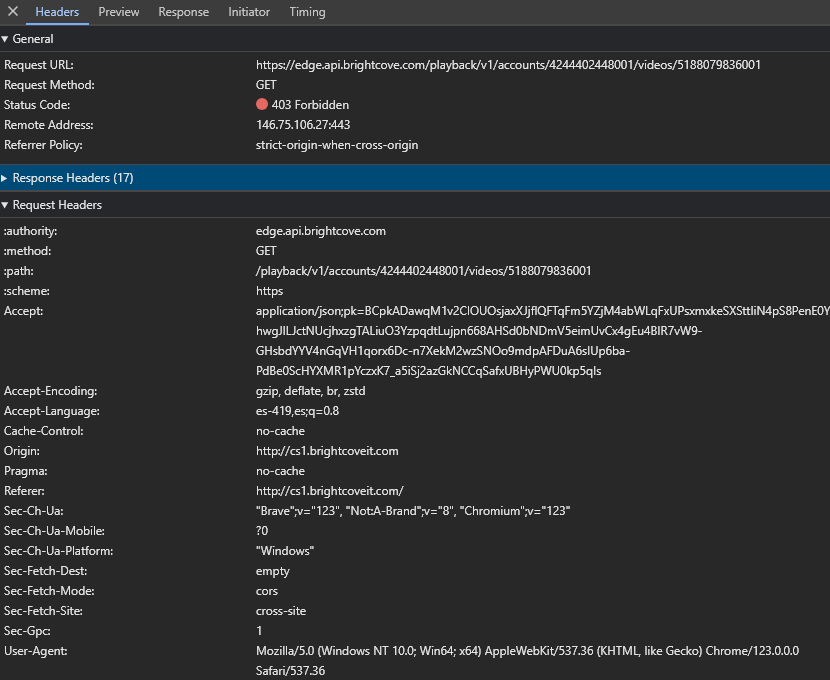 Headers Preview Response Initiator Timing
General
Request URL: https://edge.api.brightcove.com/playback/v1/accounts/4244402448001/videos/5188079836001
Request Method: GET
Status Code: 403 Forbidden
Remote Address: 146.75.106.27:443
Referrer Policy: strict-origin-when-cross-origin
Response Headers (17)
Request Headers
:authority: edge.api.brightcove.com
:method: GET
:path: /playback/v1/accounts/4244402448001/videos/5188079836001
:scheme: https
Accept: application/json;pk=
Accept-Encoding: gzip, deflate, br, zstd
Accept-Language: es-419,es;q=0.8
Cache-Control: no-cache
Origin: http://cs1.brightcoveit.com
Pragma: no-cache
Referer: http://cs1.brightcoveit.com/
Sec-Ch-Ua: "Brave";v="123", "Not:A-Brand";v="8", "Chromium";v="123"
Sec-Ch-Ua-Mobile: ?0
Sec-Ch-Ua-Platform: "Windows"
Sec-Fetch-Dest: empty
Sec-Fetch-Mode: cors
Sec-Fetch-Site: cross-site
Sec-Gpc: 1
User-Agent: Mozilla/5.0 (Windows NT 10.0; Win64; x64) AppleWebKit/537.36 (KHTML, like Gecko) Chrome/123.0.0.0
Safari/537.36